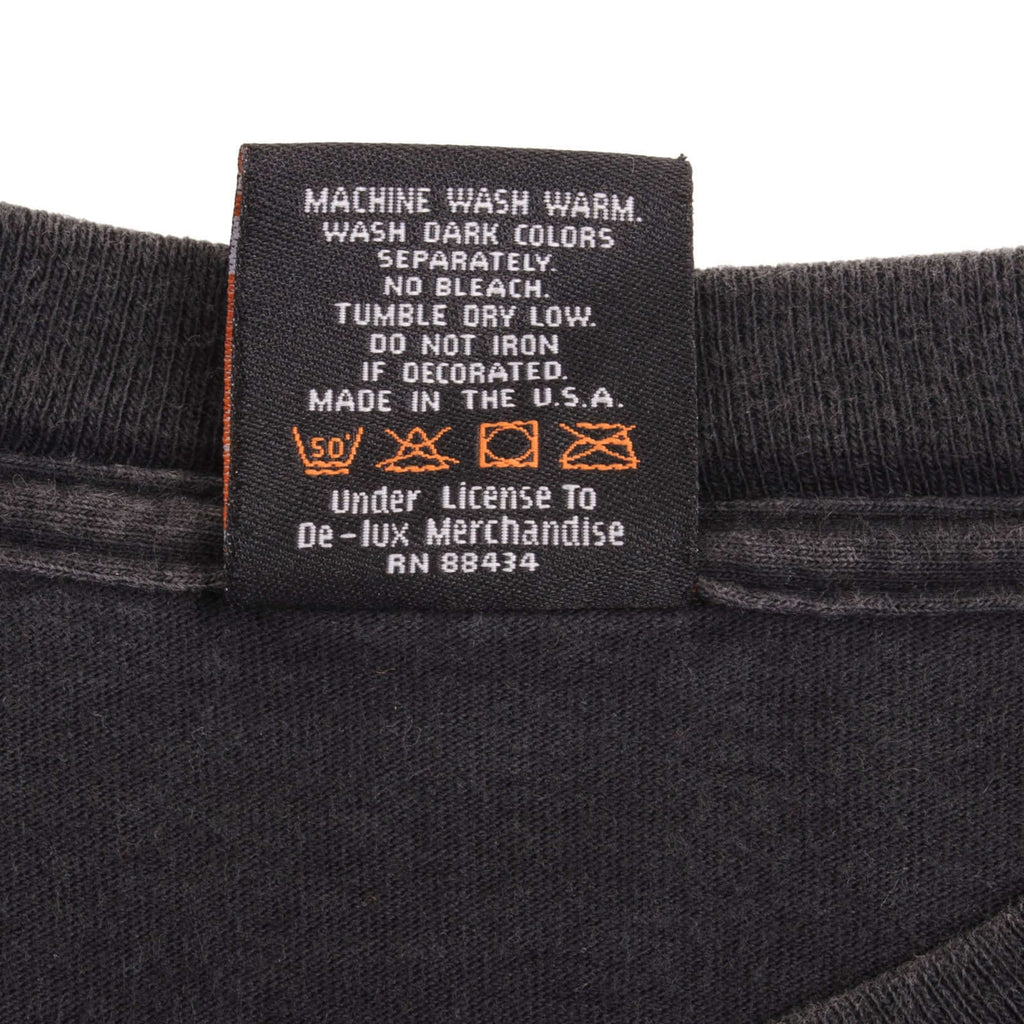 MACHINE WASH WARM.
WASH DARK COLORS
SEPARATELY.
NO BLEACH.
TUMBLE DRY LOW.
DO NOT IRON
IF DECORATED.
MADE IN THE U.S.A.
50°
Under License To
De-lux Merchandise
RN 88434